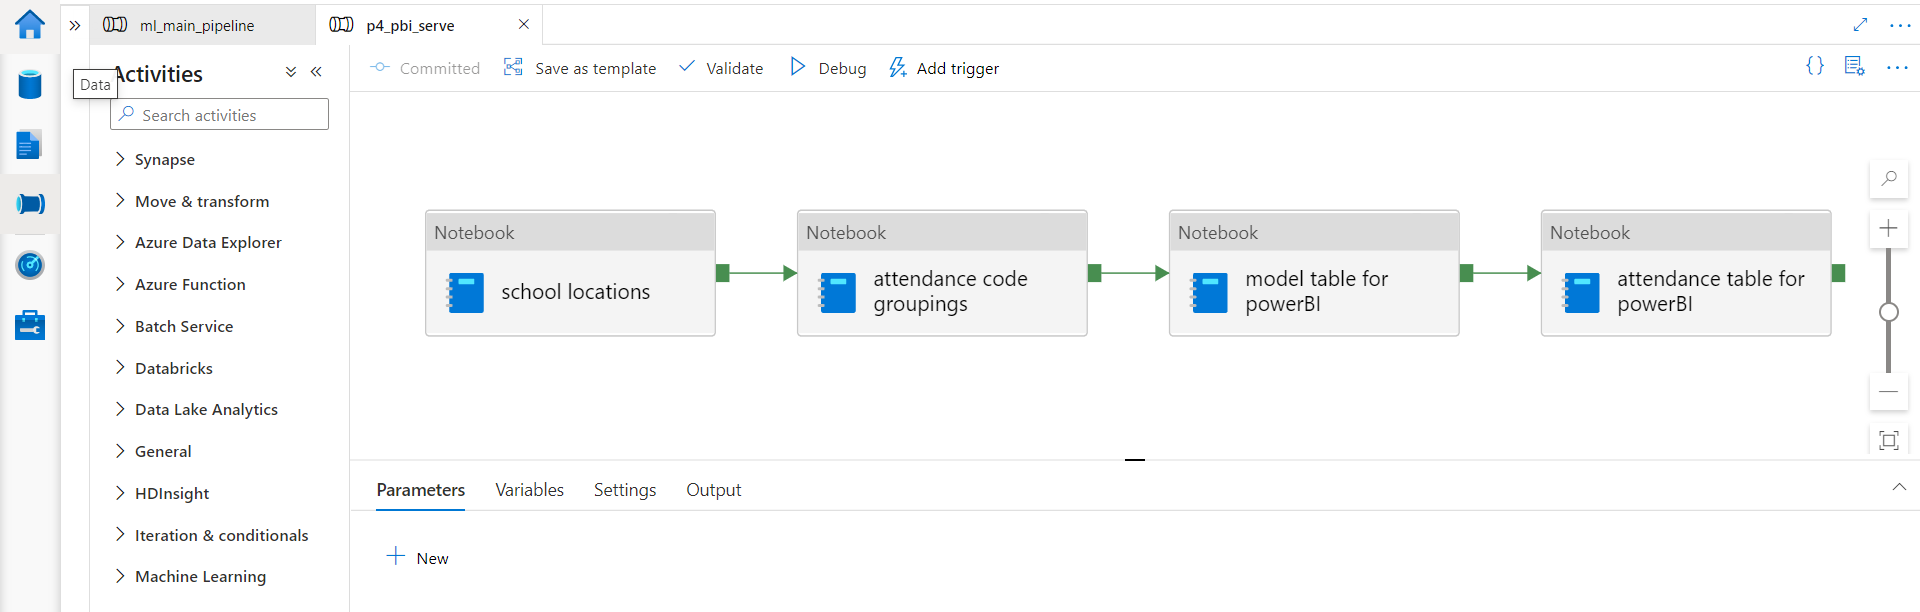 ml_main_pipeline
p4_pbi_serve
Data
Activities
Search activities
Synapse
Move & transform
Azure Data Explorer
Azure Function
Batch Service
Databricks
Data Lake Analytics
General
HDInsight
Iteration & conditionals
Machine Learning
Committed
Save as template
Validate
Debug
Add trigger
Notebook
school locations
Notebook
attendance code
groupings
Notebook
model table for
powerBI
Notebook
attendance table for
powerBI
Parameters
Variables
Settings
Output
New